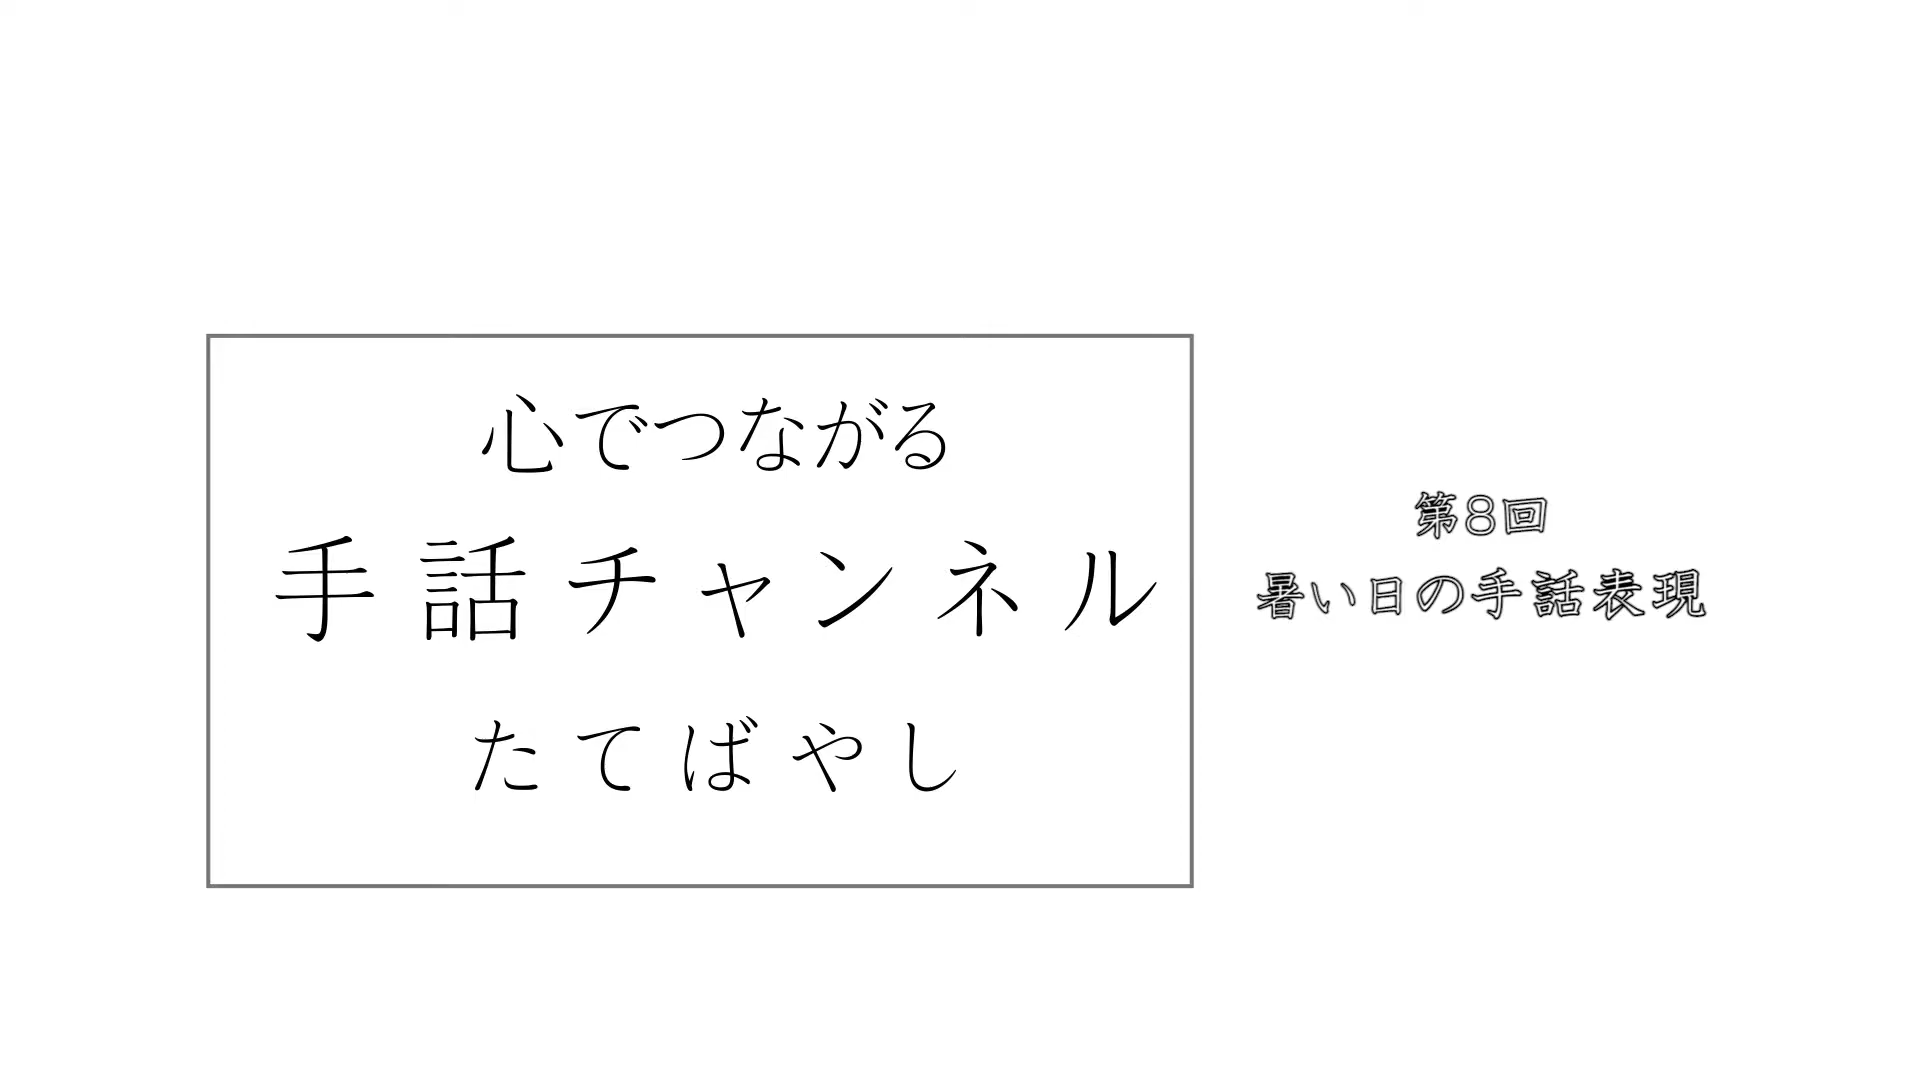 心でつながる
手話チャンネル
たてばやし
第8回
暑い日の手話表現